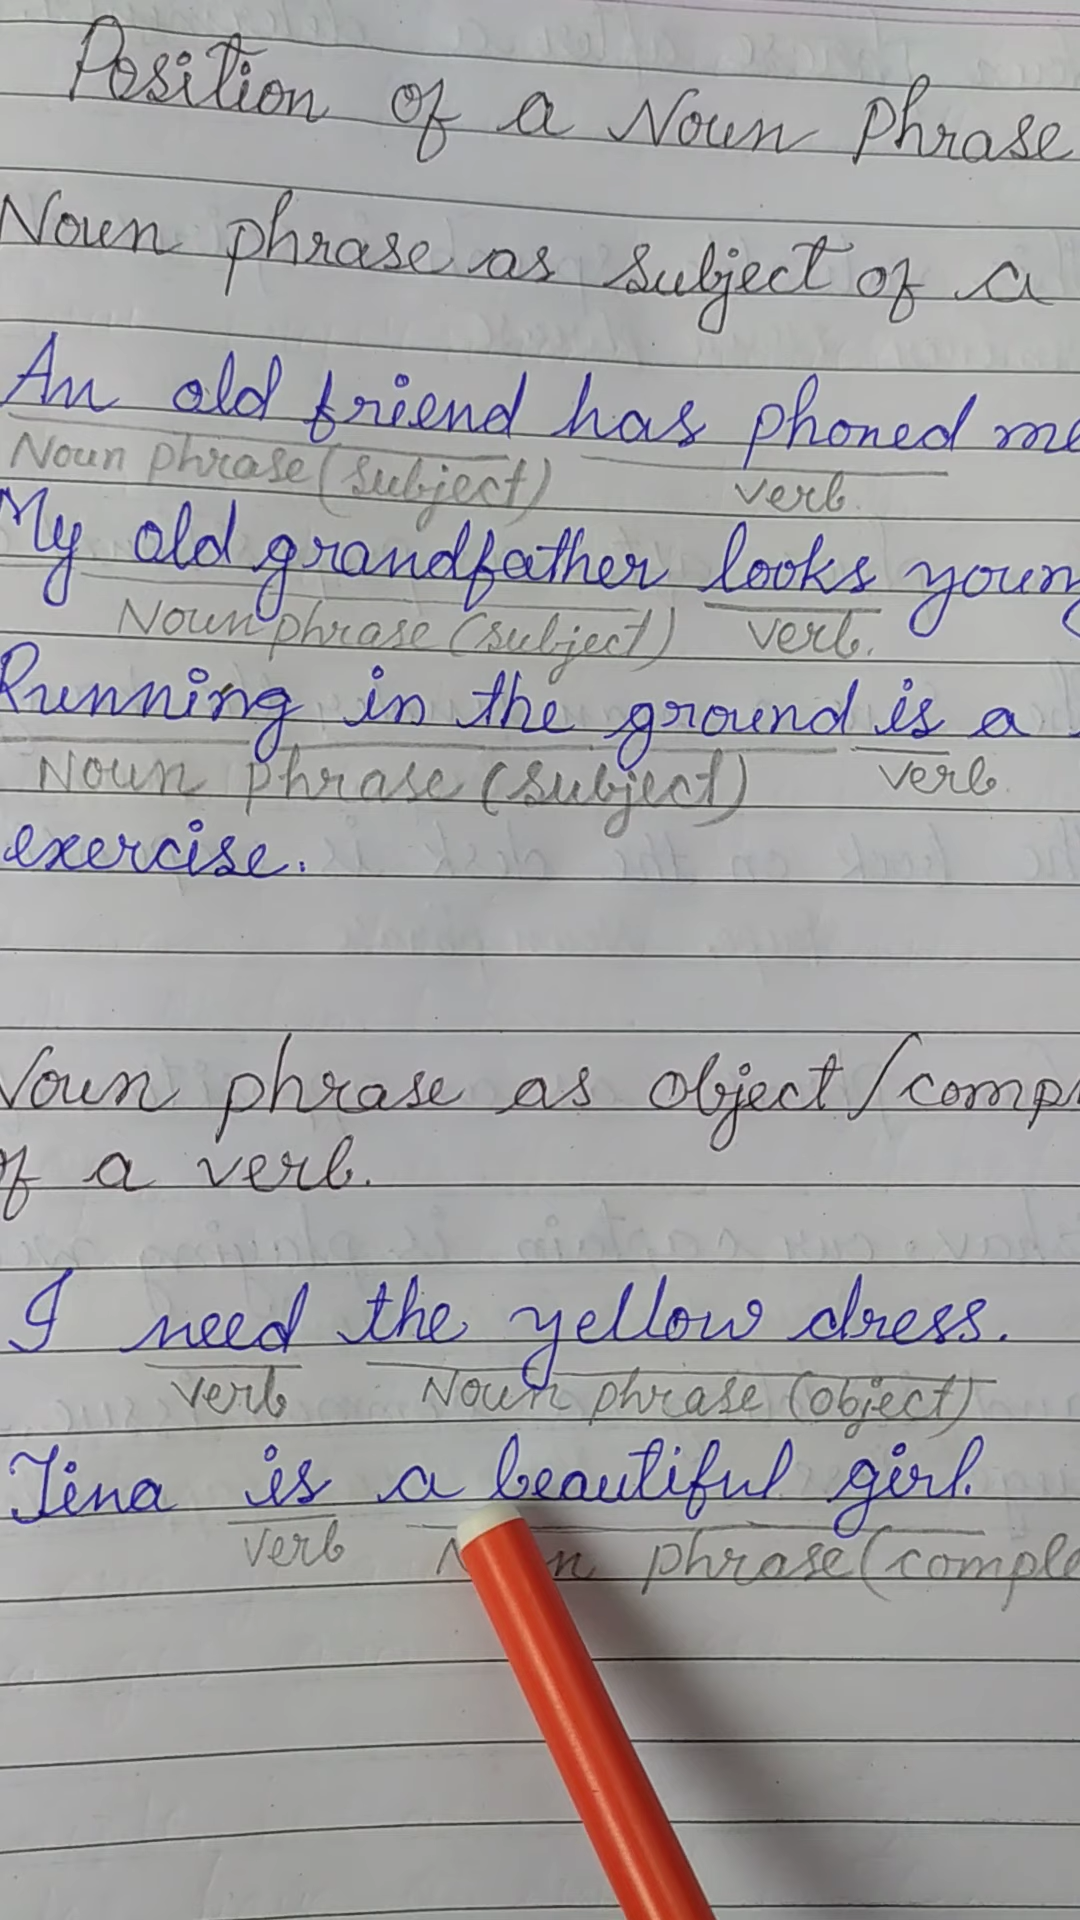 Position of a Noun Phrase
Noun phrase as subject of a
An old friend has phoned me
Noun phrase (subject) verb.
My old grandfather looks young
Noun phrase (subject) verb.
Running in the ground is a
Noun phrase (subject) verb.
exercise.
Noun phrase as object/comp
of a verb.
I need the yellow dress.
verb Noun phrase (object)
Tina is a beautiful girl.
verb phrase (comple